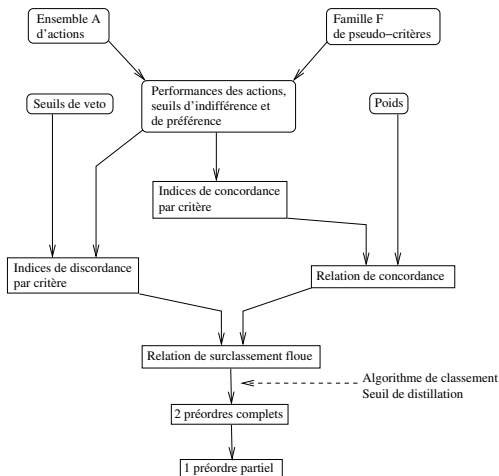 Ensemble A
d'actions
Famille F
de pseudo−critères
Seuils de veto
Performances des actions,
seuils d'indifférence et
de préférence
Poids
Indices de concordance
par critère
Indices de discordance
par critère
Relation de concordance
Relation de surclassement floue
Algorithme de classement
Seuil de distillation
2 préordres complets
1 préordre partiel